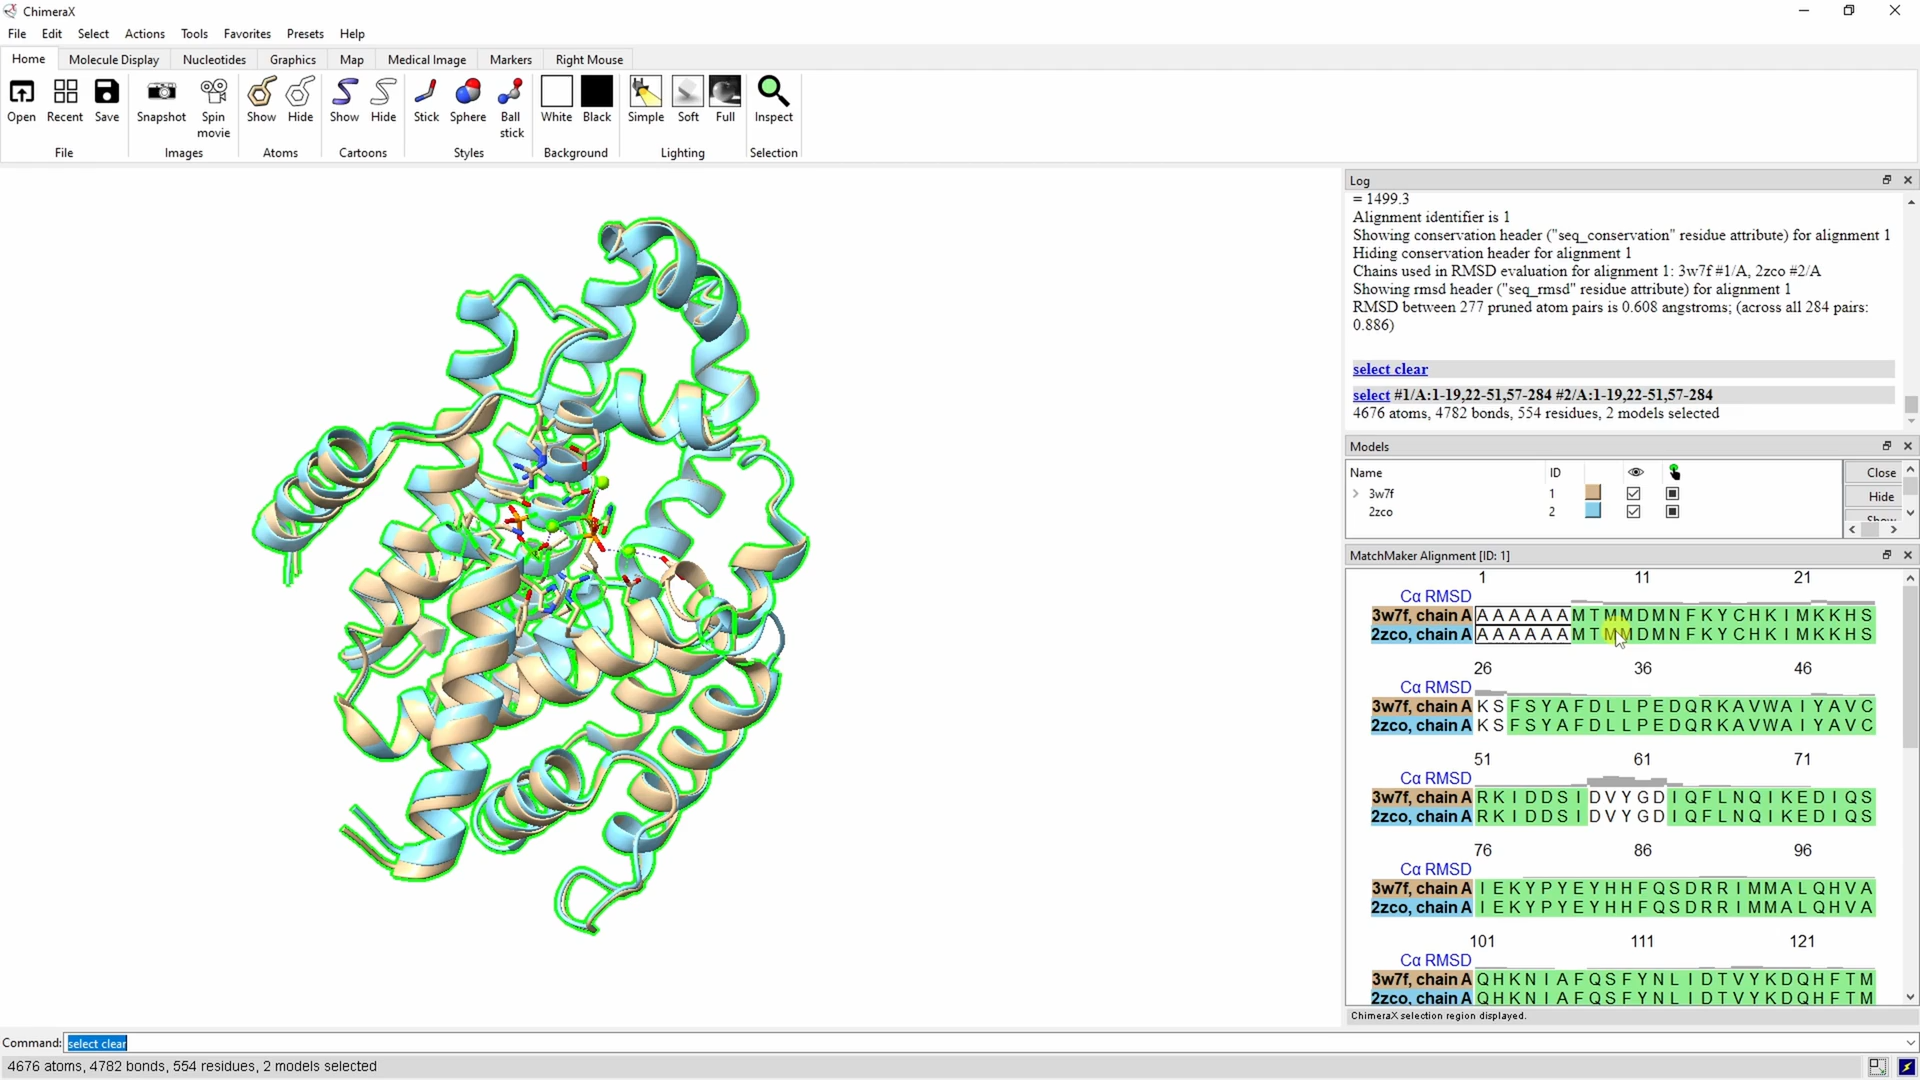 ChimeraX
File Edit Select Actions Tools Favorites Presets Help
Home Molecule Display Nucleotides Graphics Map Medical Image Markers Right Mouse
Open Recent Save Snapshot Spin movie Show Hide Show Hide Stick Sphere Ball stick White Black Simple Soft Full Inspect
File Images Atoms Cartoons Styles Background Lighting Selection
Log
= 1499.3
Alignment identifier is 1
Showing conservation header ("seq_conservation" residue attribute) for alignment 1
Hiding conservation header for alignment 1
Chains used in RMSD evaluation for alignment 1: 3w7f #1/A, 2zco #2/A
Showing rmsd header ("seq_rmsd" residue attribute) for alignment 1
RMSD between 277 pruned atom pairs is 0.608 angstroms; (across all 284 pairs:
0.886)
select clear
select #1/A:1-19,22-51,57-284 #2/A:1-19,22-51,57-284
4676 atoms, 4782 bonds, 554 residues, 2 models selected
Models
Name ID Close
3w7f 1 Hide
2zco 2 Show
MatchMaker Alignment [ID: 1]
1 11 21
Cα RMSD
3w7f, chain A AAAAAAMTMMDMNFKYCHKIMKKHS
2zco, chain A AAAAAAMTMMDMNFKYCHKIMKKHS
26 36 46
Cα RMSD
3w7f, chain A KSFSYAFDLLPEDQRKAVWAIYAVC
2zco, chain A KSFSYAFDLLPEDQRKAVWAIYAVC
51 61 71
Cα RMSD
3w7f, chain A RKIDDSIDVYGDIQFLNQIKEDIQS
2zco, chain A RKIDDSIDVYGDIQFLNQIKEDIQS
76 86 96
Cα RMSD
3w7f, chain A IEKYPYEYHHFQSDRRIMMALQHVA
2zco, chain A IEKYPYEYHHFQSDRRIMMALQHVA
101 111 121
Cα RMSD
3w7f, chain A QHKNIAFQSFYNLIDTVYKDQHFTM
2zco, chain A QHKNIAFQSFYNLIDTVYKDQHFTM
ChimeraX selection region displayed.
Command: select clear
4676 atoms, 4782 bonds, 554 residues, 2 models selected